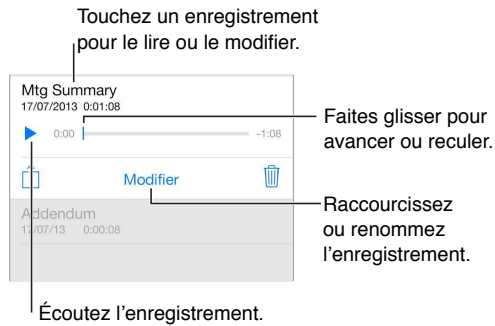 Touchez un enregistrement
pour le lire ou le modifier.
Mtg Summary
17/07/2013 0:01:08
0:00 -1:08
Faites glisser pour
avancer ou reculer.
Modifier
Addendum
17/07/13 0:00:08
Raccourcissez
ou renommez
l’enregistrement.
Écoutez l’enregistrement.